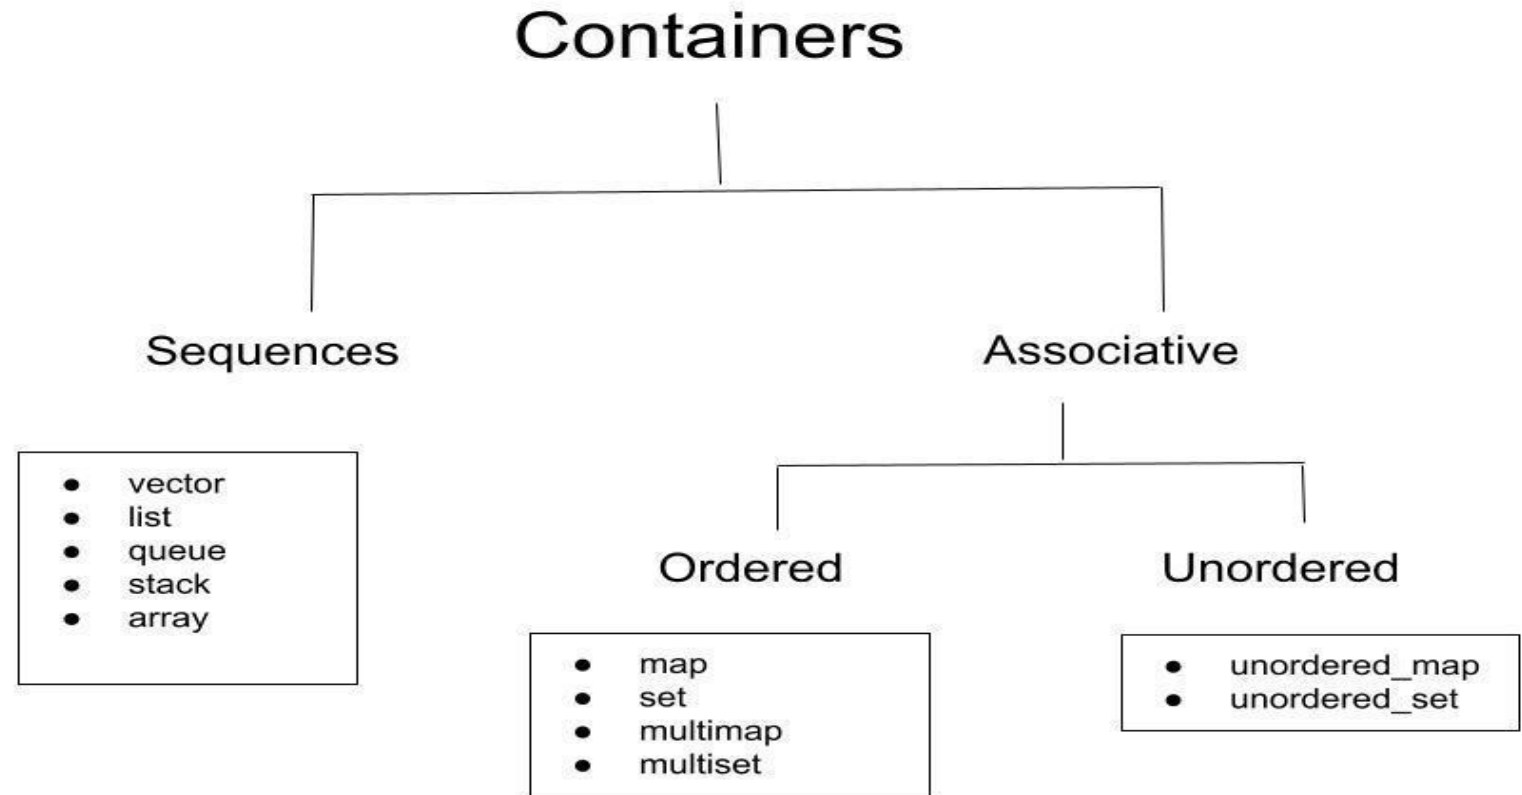 Containers
Sequences
Associative
● vector
● list
● queue
● stack
● array
Ordered
Unordered
● map
● set
● multimap
● multiset
● unordered_map
● unordered_set